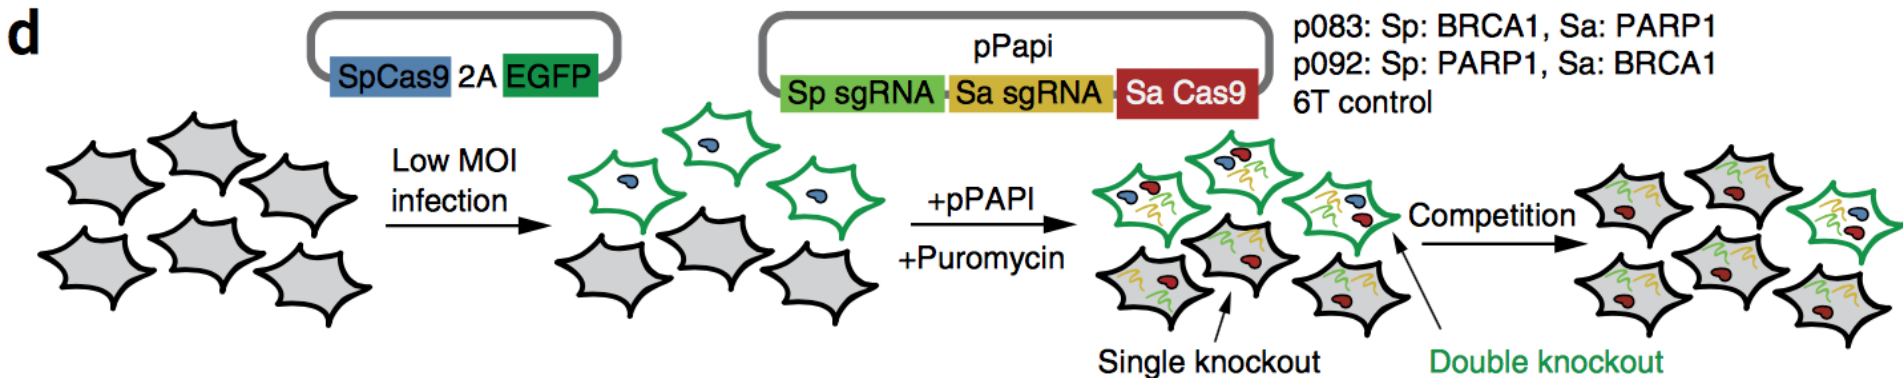 d
SpCas9 2A EGFP
pPapi
Sp sgRNA Sa sgRNA Sa Cas9
p083: Sp: BRCA1, Sa: PARP1
p092: Sp: PARP1, Sa: BRCA1
6T control
Low MOI
infection
+pPAPI
+Puromycin
Competition
Single knockout
Double knockout